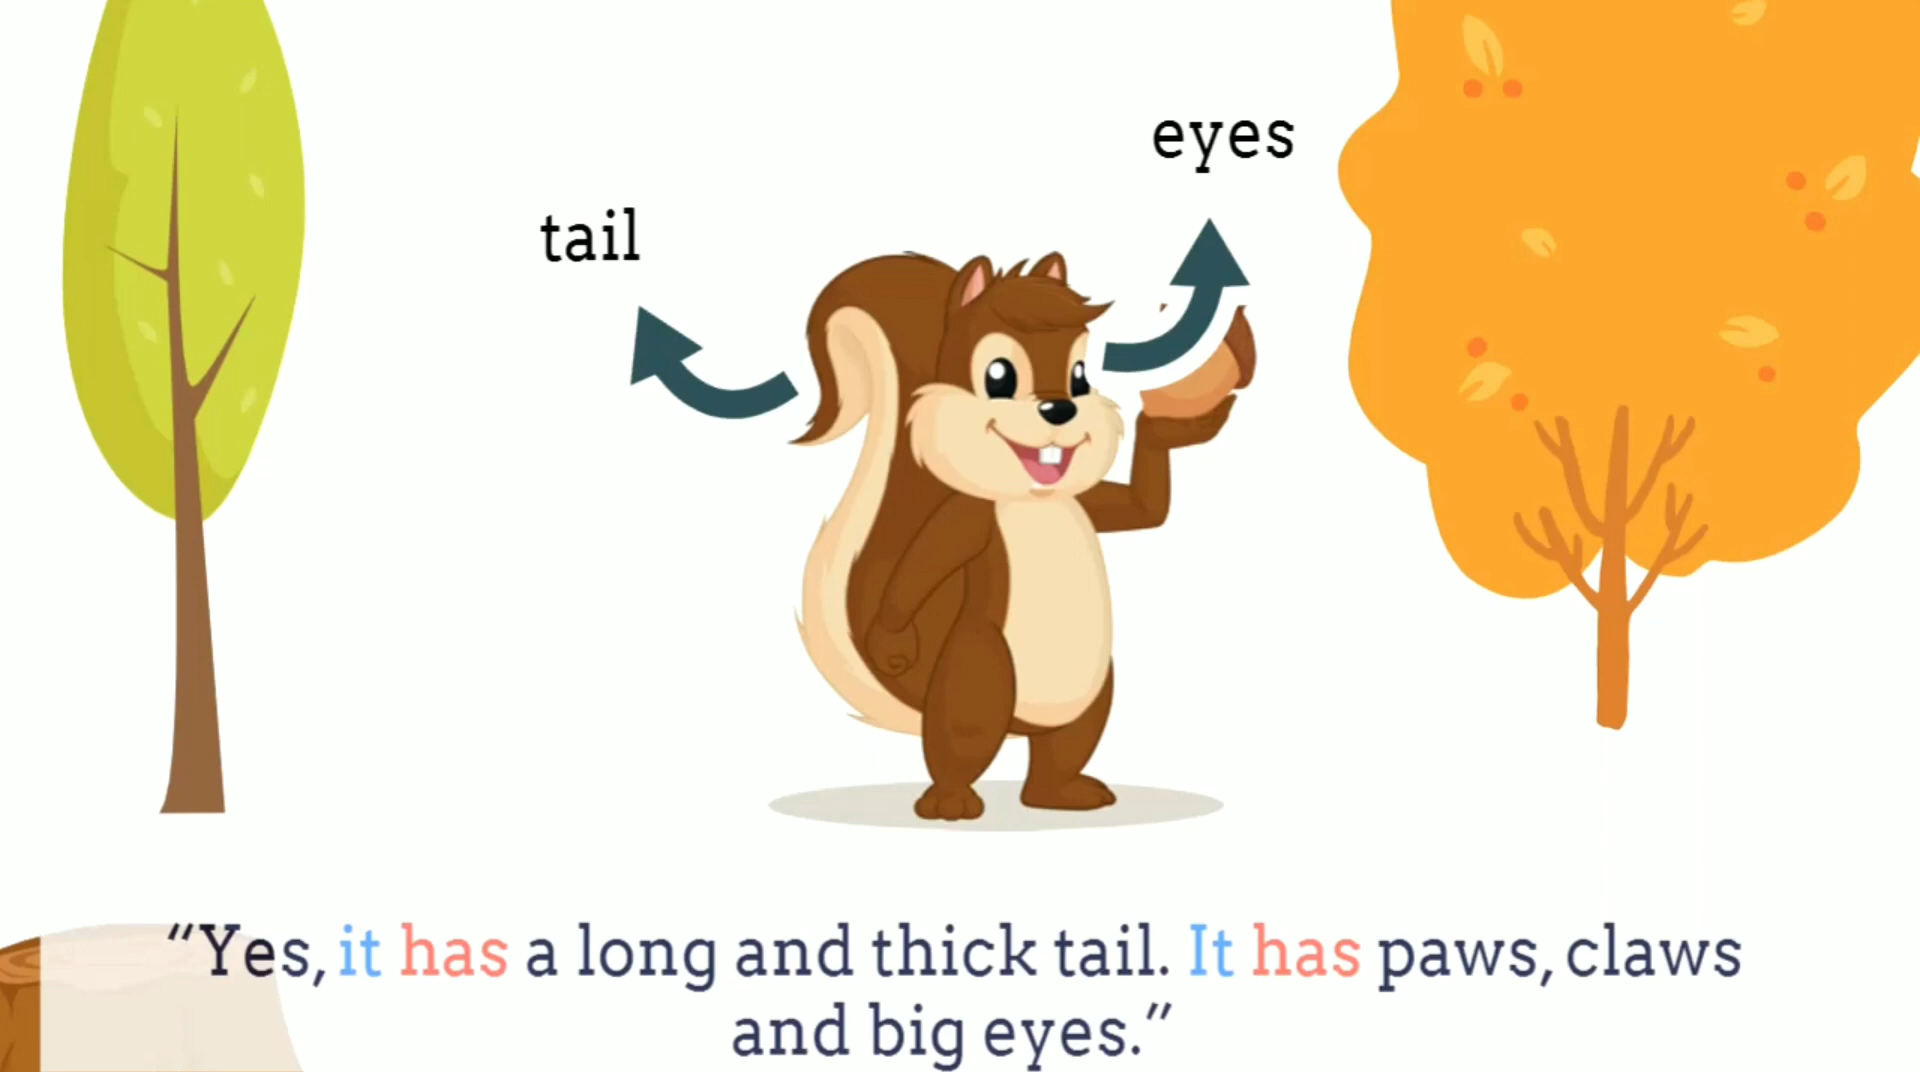 eyes
tail
“Yes, it has a long and thick tail. It has paws, claws
and big eyes.”